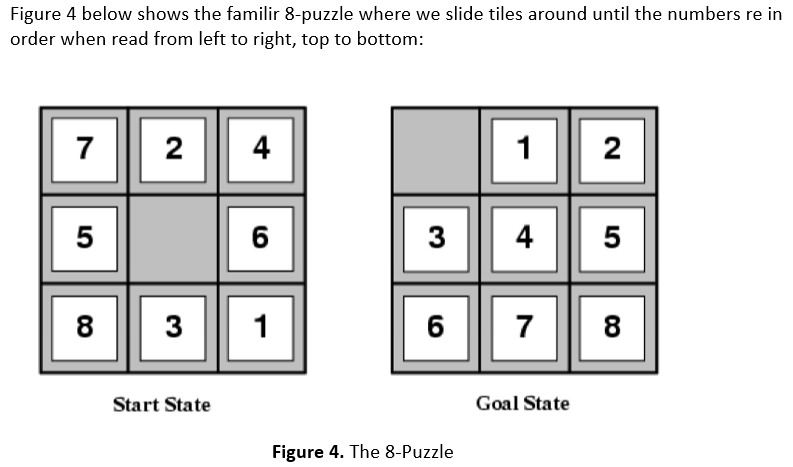 Figure 4 below shows the familir 8-puzzle where we slide tiles around until the numbers re in
order when read from left to right, top to bottom:
7 2 4
5 6
8 3 1
Start State
1 2
3 4 5
6 7 8
Goal State
Figure 4. The 8-Puzzle